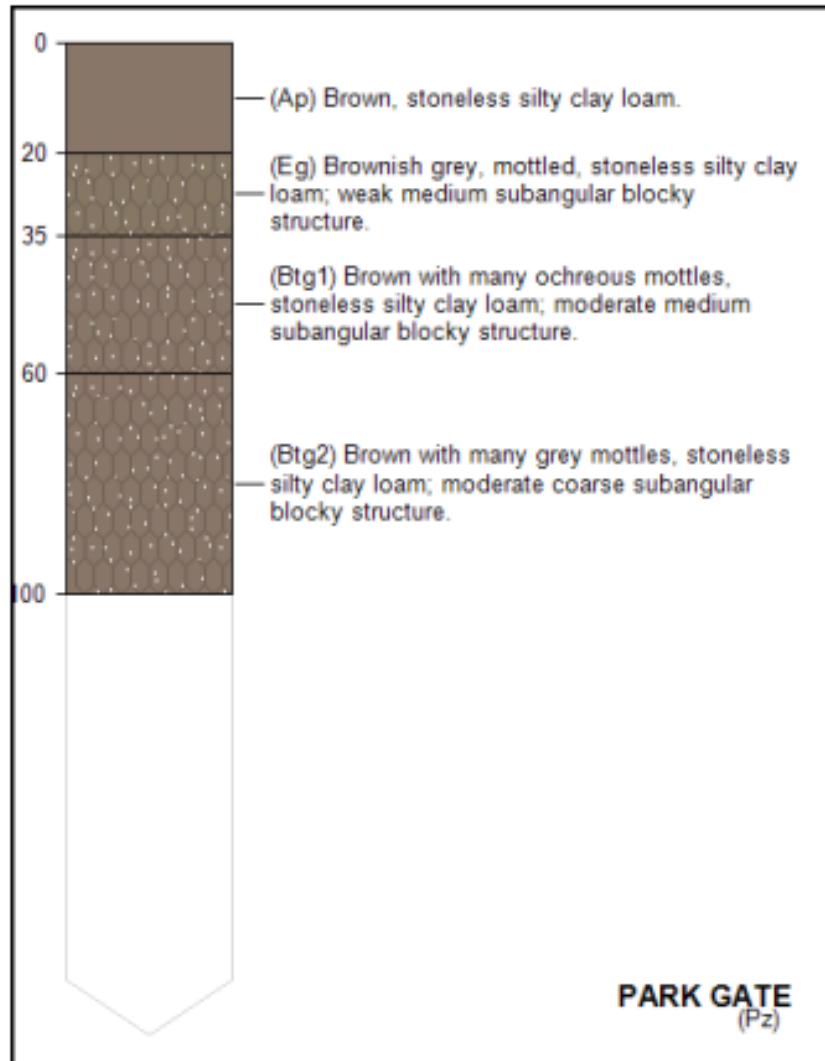 0
(Ap) Brown, stoneless silty clay loam.
20
(Eg) Brownish grey, mottled, stoneless silty clay
loam; weak medium subangular blocky
structure.
35
(Btg1) Brown with many ochreous mottles,
stoneless silty clay loam; moderate medium
subangular blocky structure.
60
(Btg2) Brown with many grey mottles, stoneless
silty clay loam; moderate coarse subangular
blocky structure.
100
PARK GATE
(Pz)